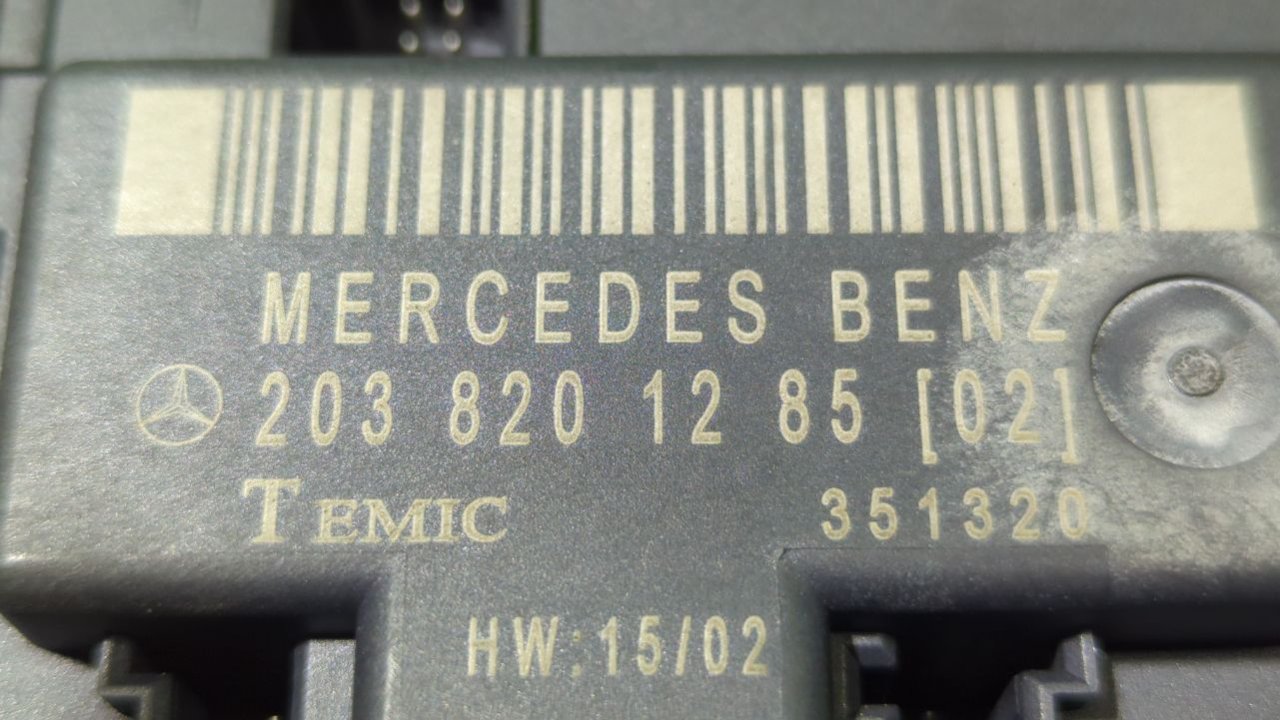 MERCEDES BENZ
203 820 12 85 [02]
TEMIC 351320
HW:15/02